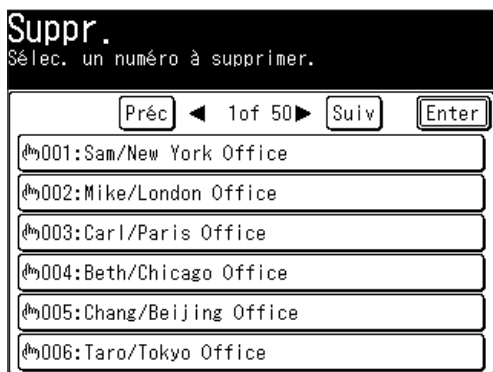 Suppr.
Sélec. un numéro à supprimer.
Préc ◀ 1of 50▶ Suiv Enter
001:Sam/New York Office
002:Mike/London Office
003:Carl/Paris Office
004:Beth/Chicago Office
005:Chang/Beijing Office
006:Taro/Tokyo Office